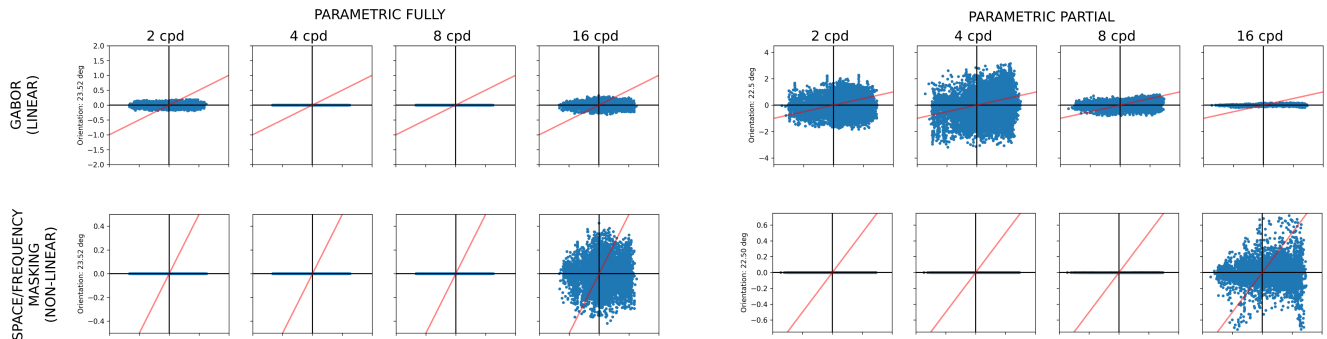 PARAMETRIC FULLY
2 cpd 4 cpd 8 cpd 16 cpd
GABOR
(LINEAR)
Orientation: 23.52 deg
2.0
1.5
1.0
0.5
0.0
−0.5
−1.0
−1.5
−2.0
SPACE/FREQUENCY
MASKING
(NON-LINEAR)
Orientation: 23.52 deg
0.4
0.2
0.0
−0.2
−0.4
PARAMETRIC PARTIAL
2 cpd 4 cpd 8 cpd 16 cpd
Orientation: 22.5 deg
4
2
0
−2
−4
Orientation: 22.50 deg
0.6
0.4
0.2
0.0
−0.2
−0.4
−0.6